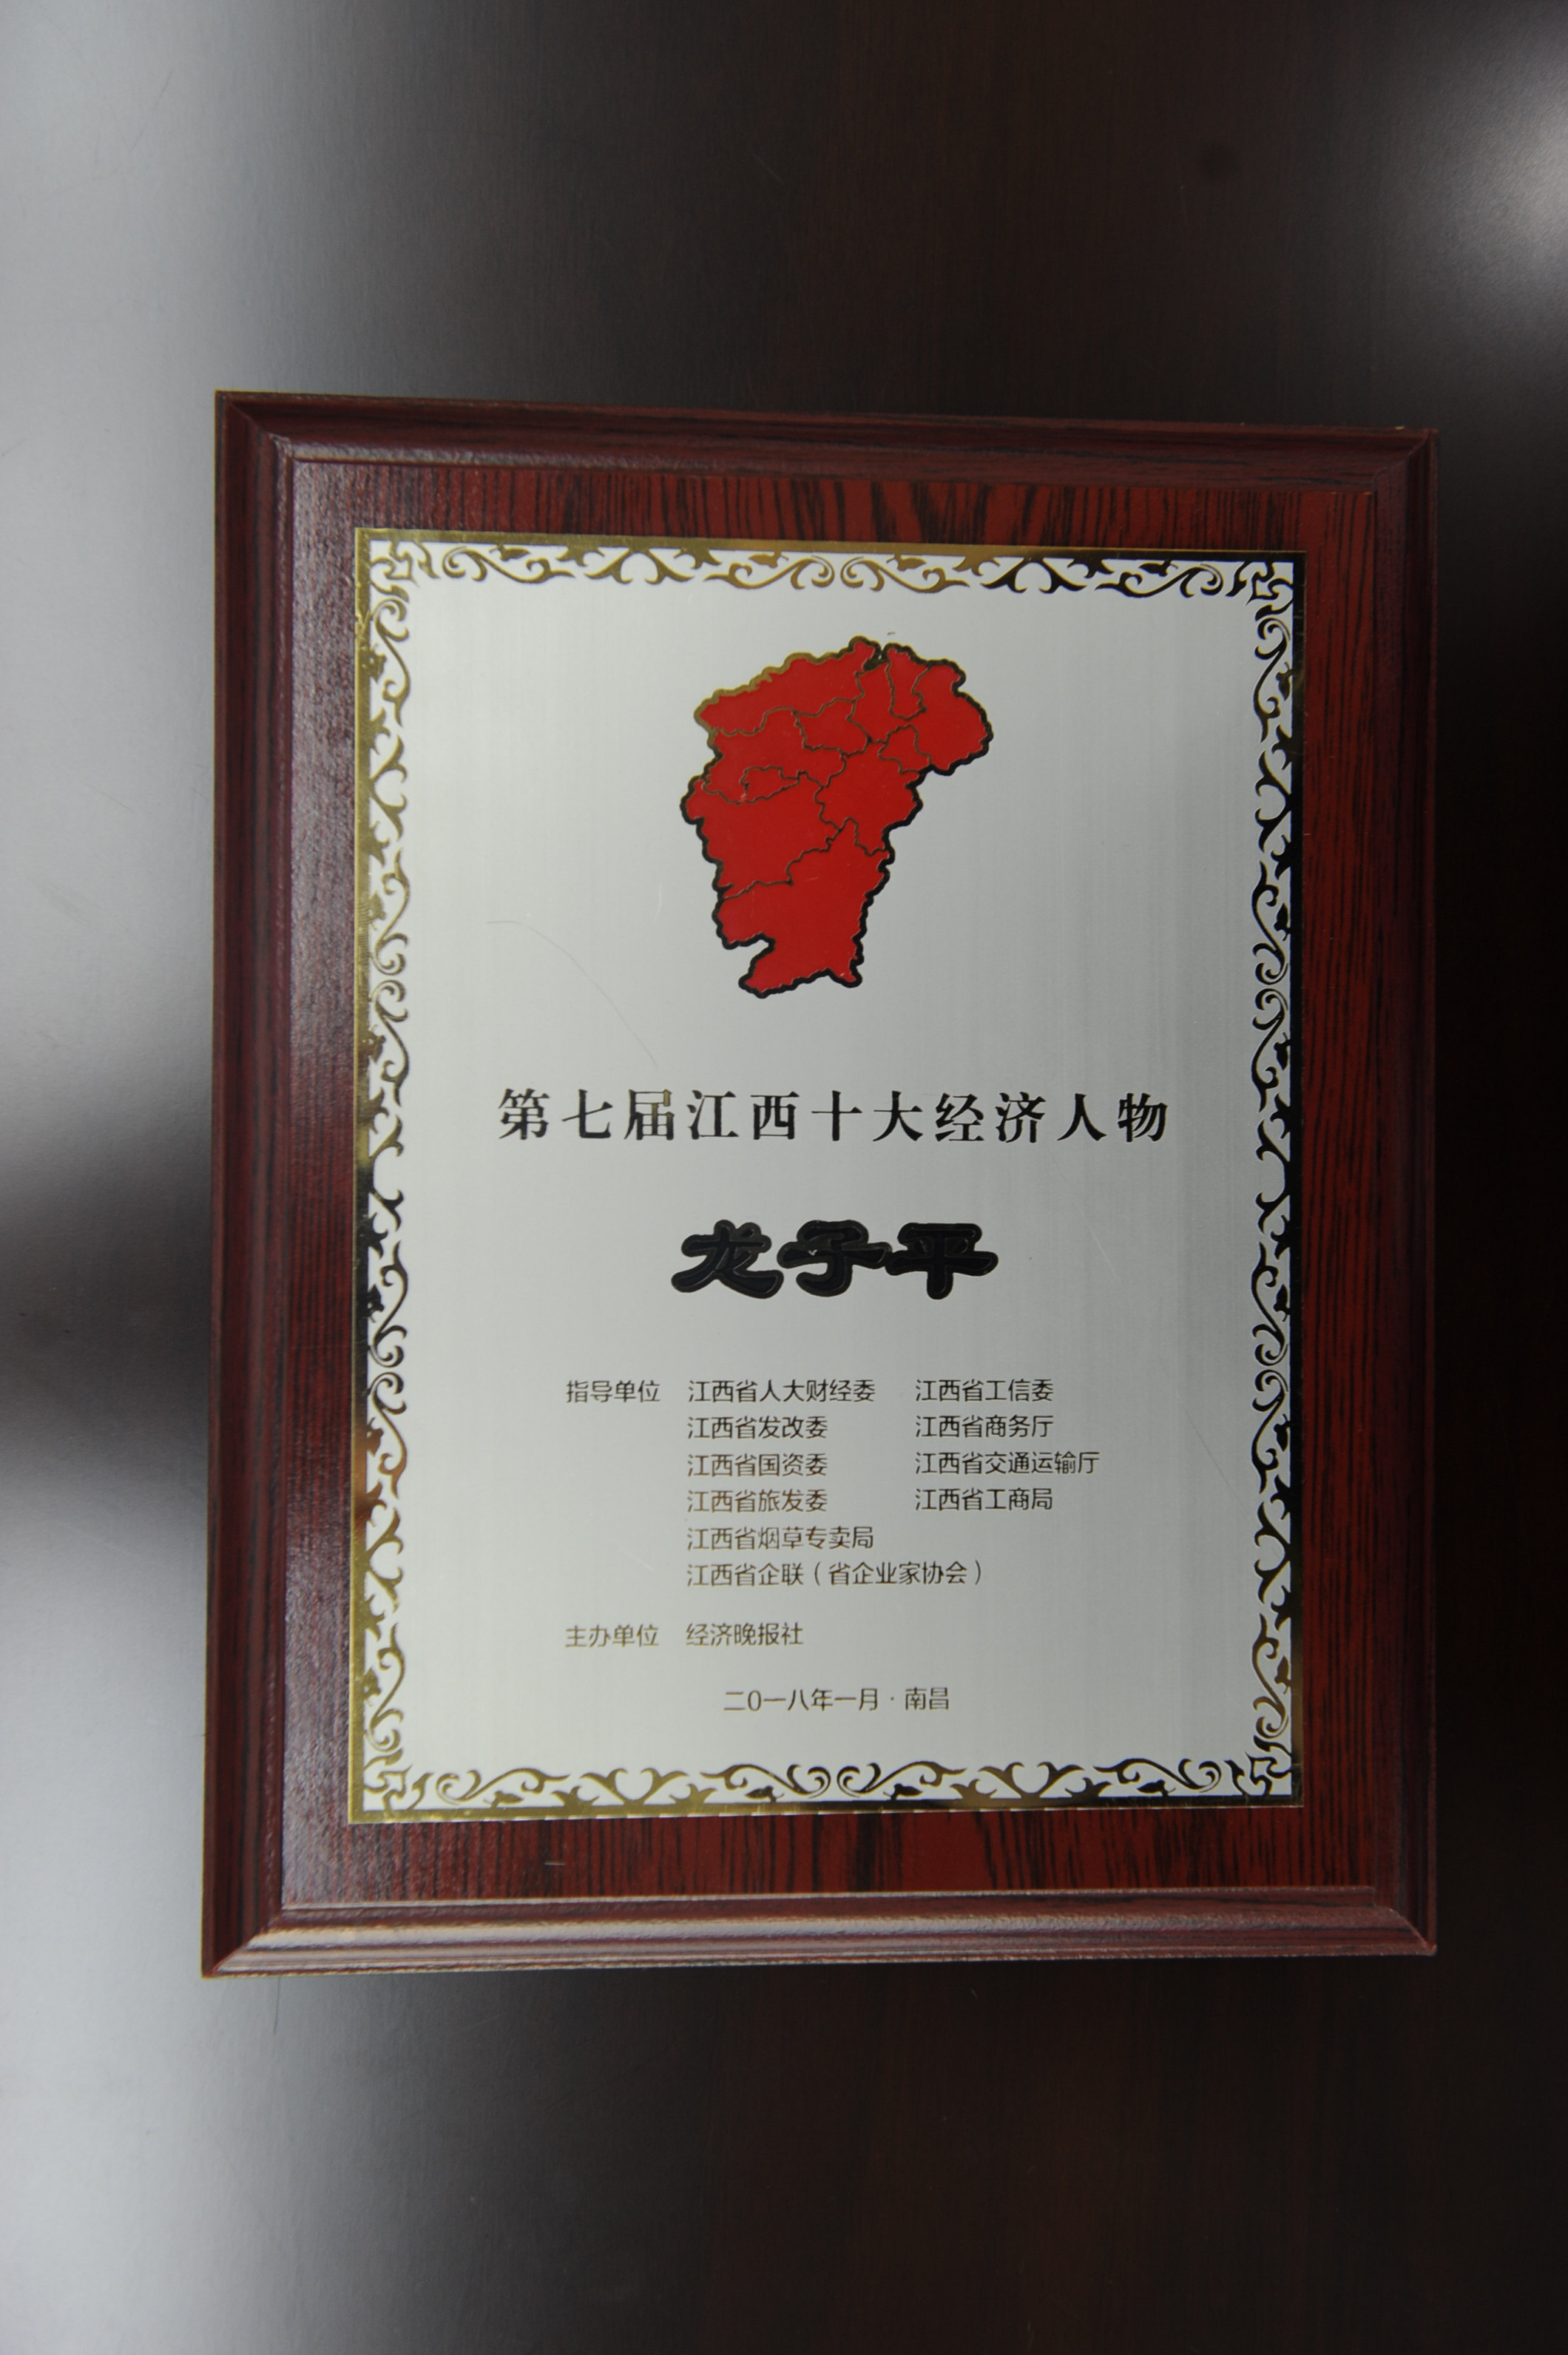 第七届江西十大经济人物
龙子平
指导单位 江西省人大财经委 江西省工信委
江西省发改委 江西省商务厅
江西省国资委 江西省交通运输厅
江西省旅发委 江西省工商局
江西省烟草专卖局
江西省企联（省企业家协会）
主办单位 经济晚报社
二0一八年一月·南昌